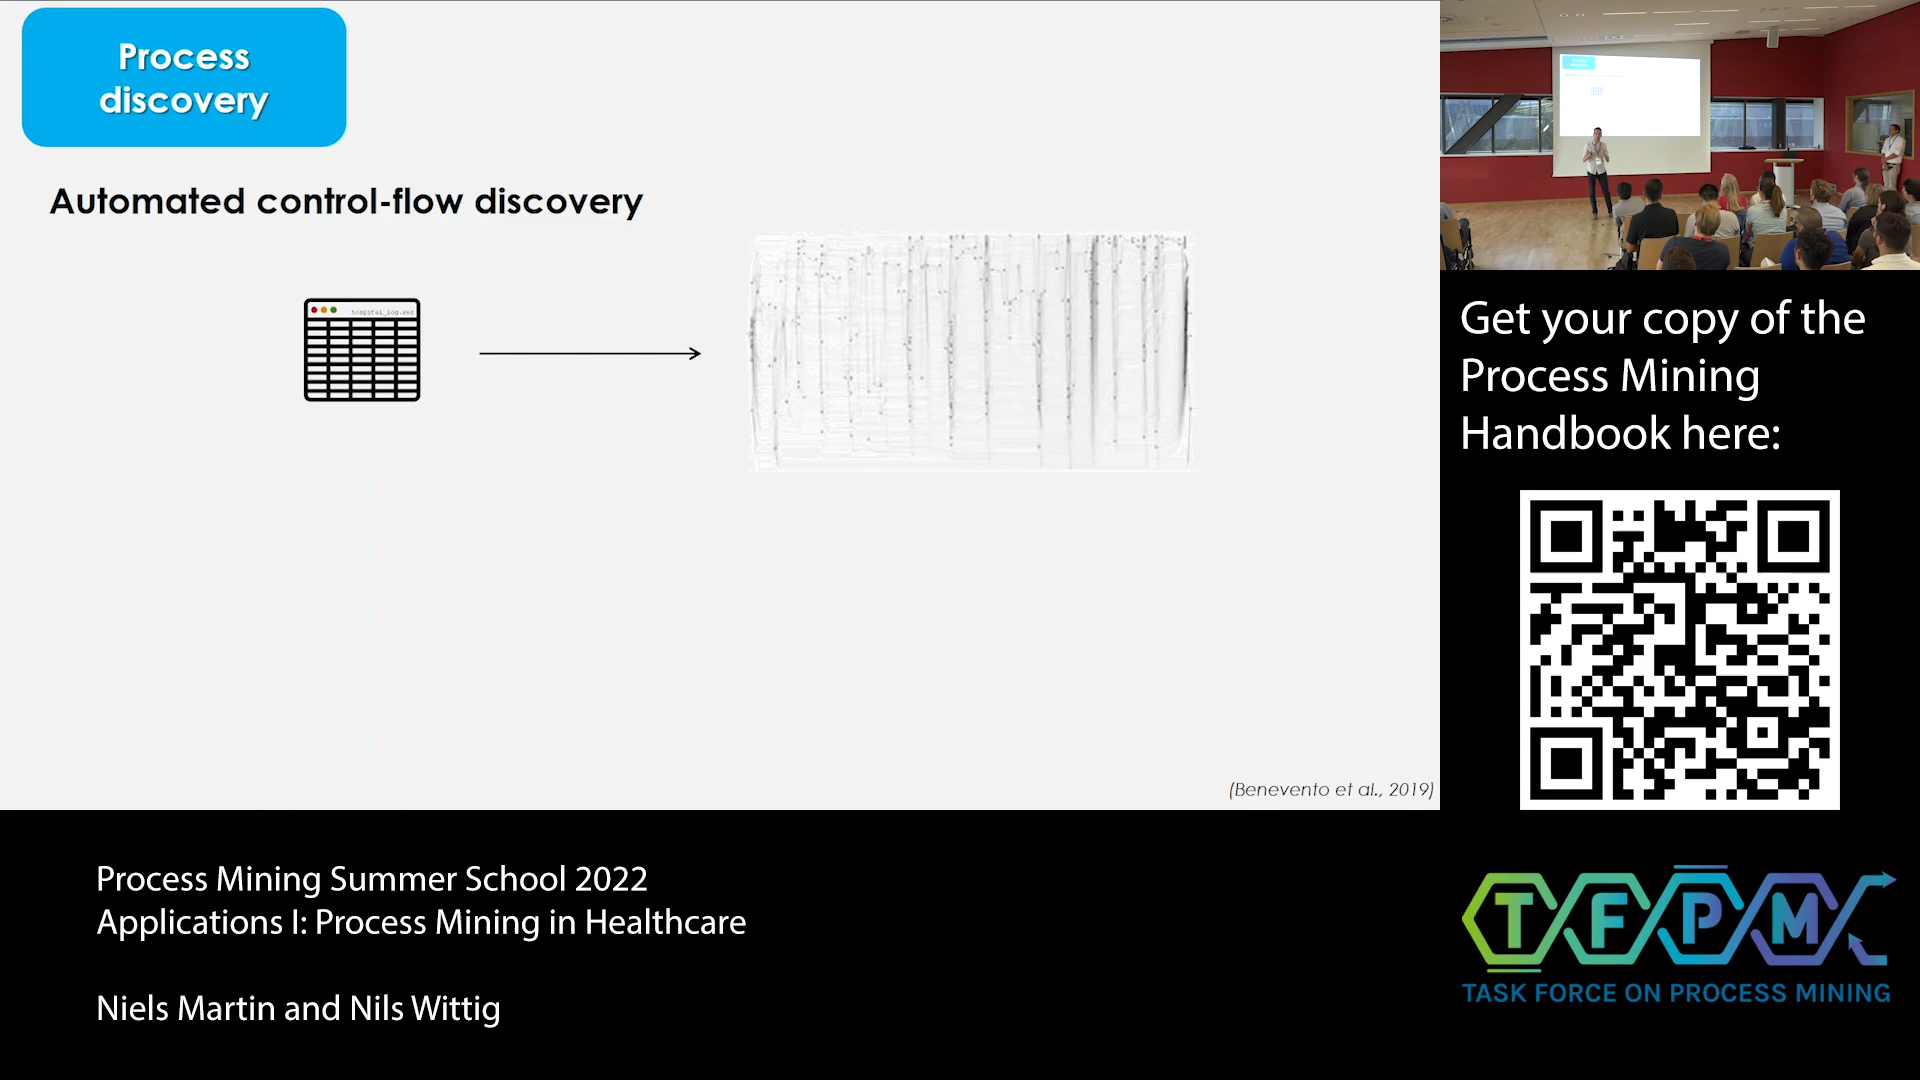 Process
discovery
Automated control-flow discovery
hospital_log.xes
(Benevento et al., 2019)
Get your copy of the
Process Mining
Handbook here:
TFPM
TASK FORCE ON PROCESS MINING
Process Mining Summer School 2022
Applications I: Process Mining in Healthcare
Niels Martin and Nils Wittig